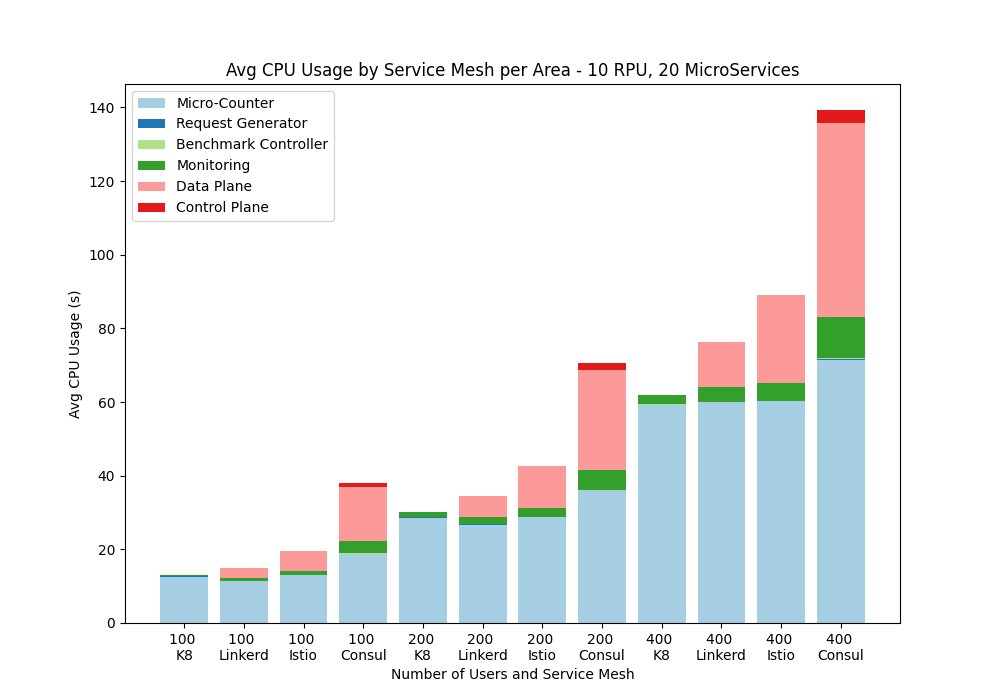 Avg CPU Usage by Service Mesh per Area - 10 RPU, 20 MicroServices
Micro-Counter
Request Generator
Benchmark Controller
Monitoring
Data Plane
Control Plane
Avg CPU Usage (s)
140
120
100
80
60
40
20
0
100 100 100 100 200 200 200 200 400 400 400 400
K8 Linkerd Istio Consul K8 Linkerd Istio Consul K8 Linkerd Istio Consul
Number of Users and Service Mesh